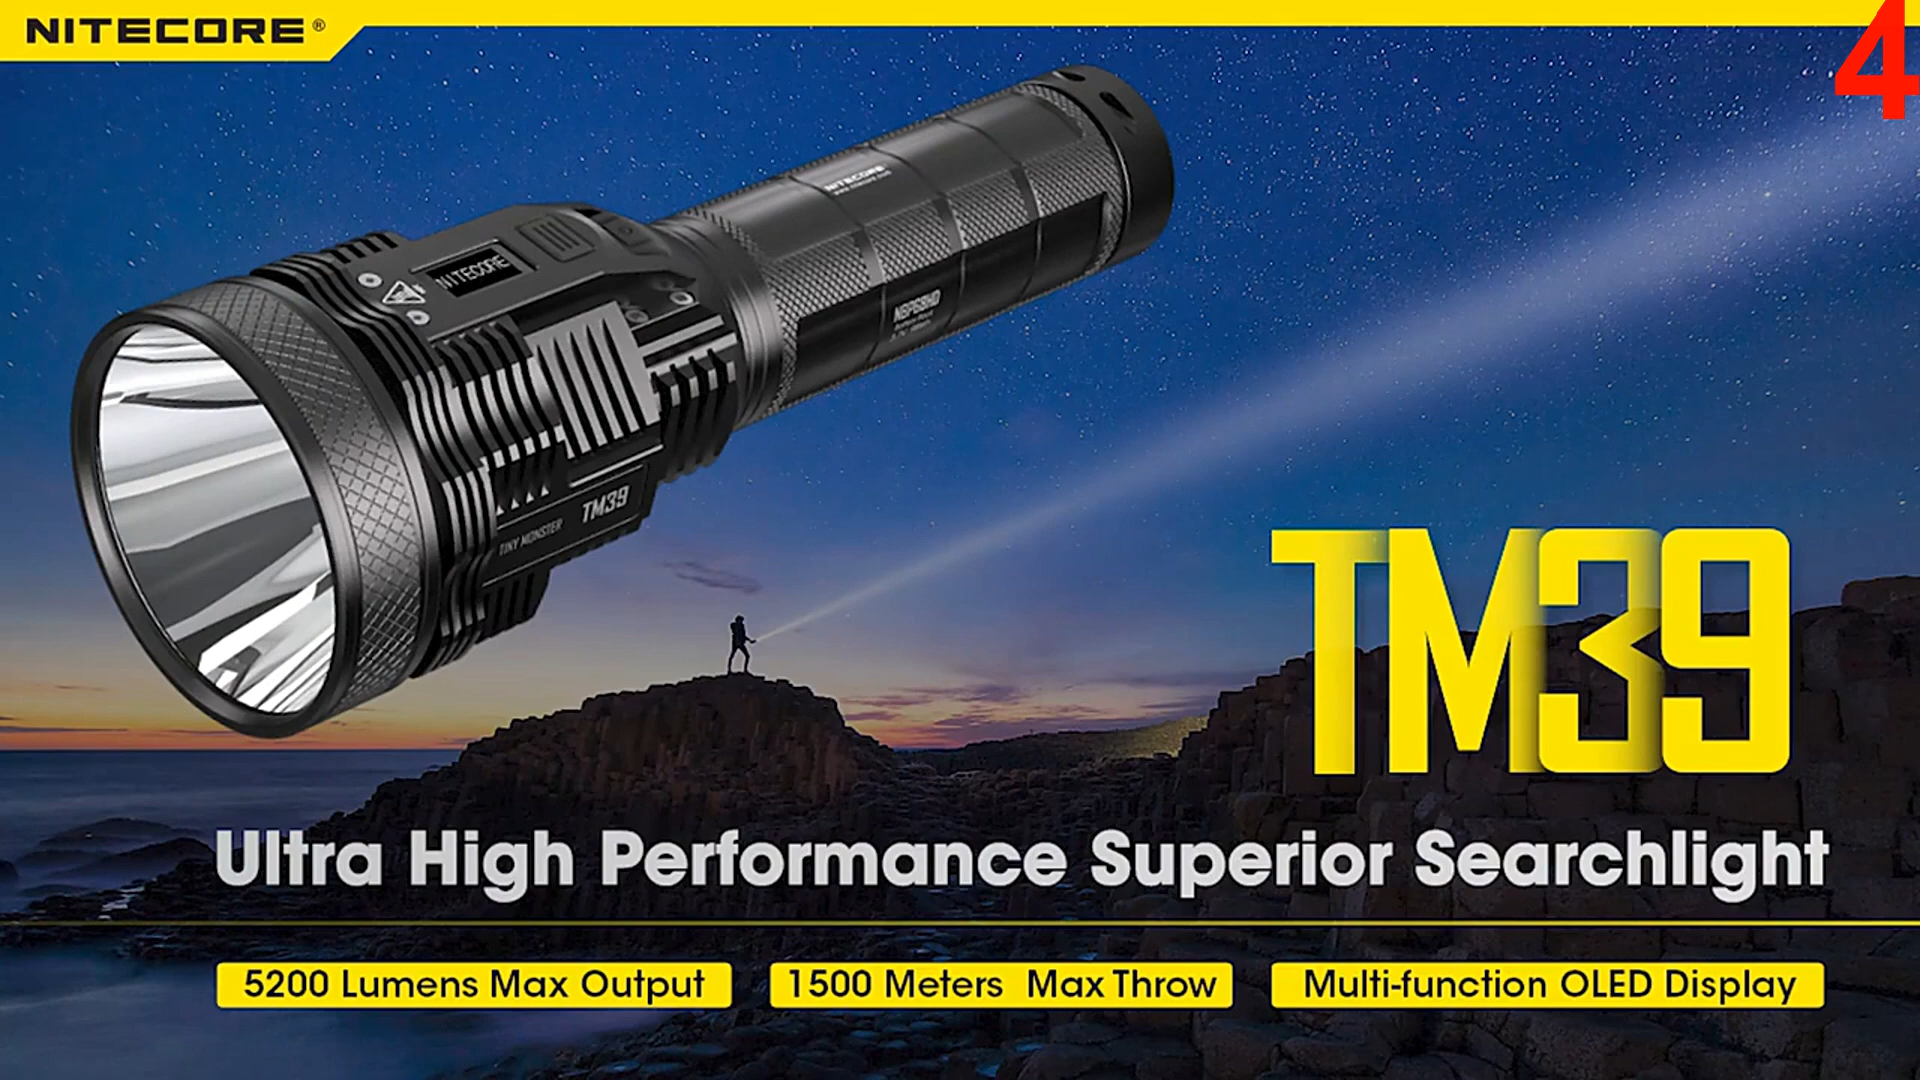 NITECORE®
4
NITECORE
NITECORE
NBP68HD
TINY MONSTER TM39
TM39
Ultra High Performance Superior Searchlight
5200 Lumens Max Output
1500 Meters Max Throw
Multi-function OLED Display